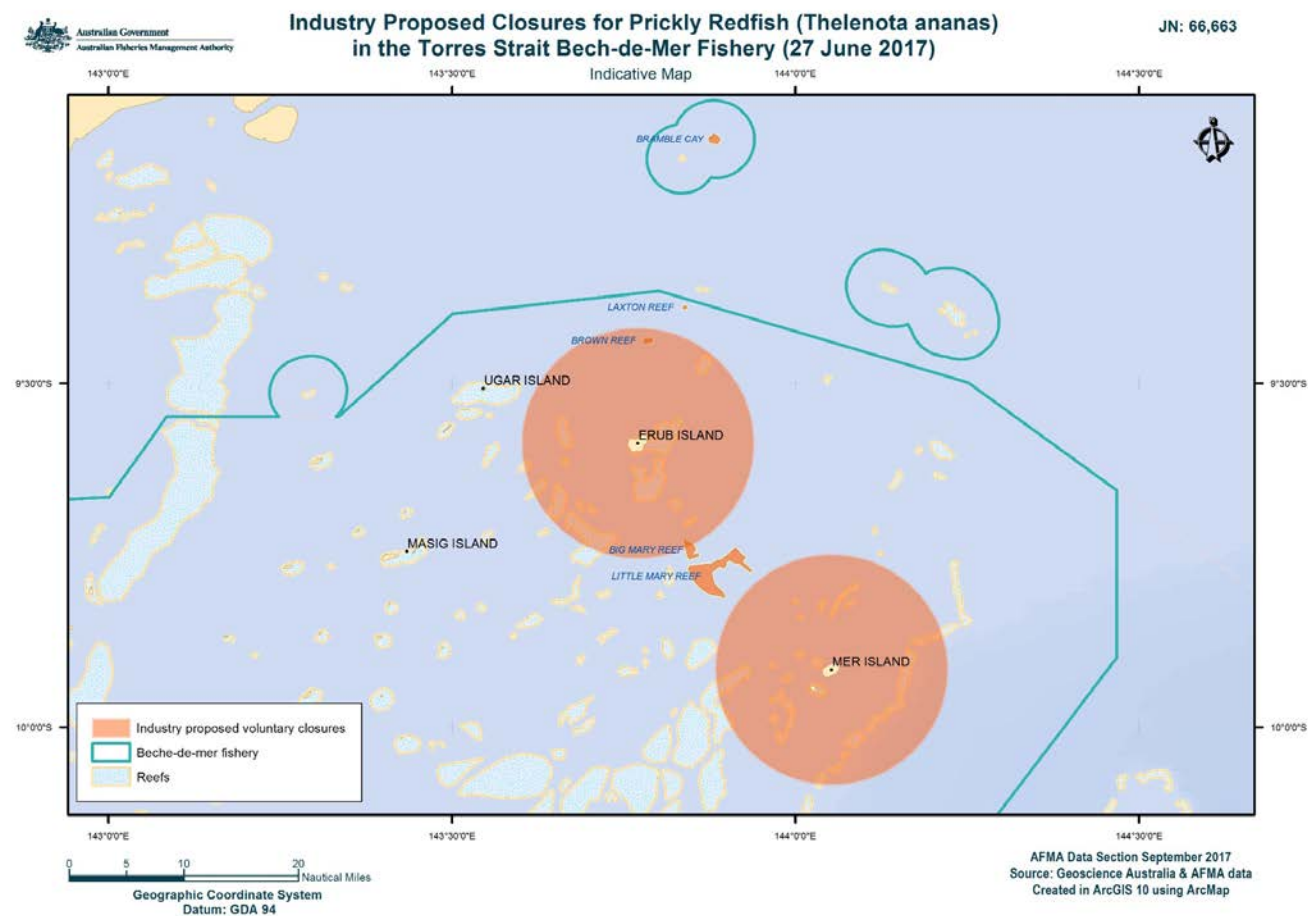 Australian Government
Australian Fisheries Management Authority
Industry Proposed Closures for Prickly Redfish (Thelenota ananas)
in the Torres Strait Bech-de-Mer Fishery (27 June 2017)
Indicative Map
JN: 66,663
143°0'0"E
143°30'0"E
144°0'0"E
144°30'0"E
BRAMBLE CAY
LAXTON REEF
BROWN REEF
9°30'0"S
9°30'0"S
UGAR ISLAND
ERUB ISLAND
MASIG ISLAND
BIG MARY REEF
LITTLE MARY REEF
MER ISLAND
10°0'0"S
10°0'0"S
Industry proposed voluntary closures
Beche-de-mer fishery
Reefs
143°0'0"E
143°30'0"E
144°0'0"E
144°30'0"E
0 5 10 20
Nautical Miles
Geographic Coordinate System
Datum: GDA 94
AFMA Data Section September 2017
Source: Geoscience Australia & AFMA data
Created in ArcGIS 10 using ArcMap